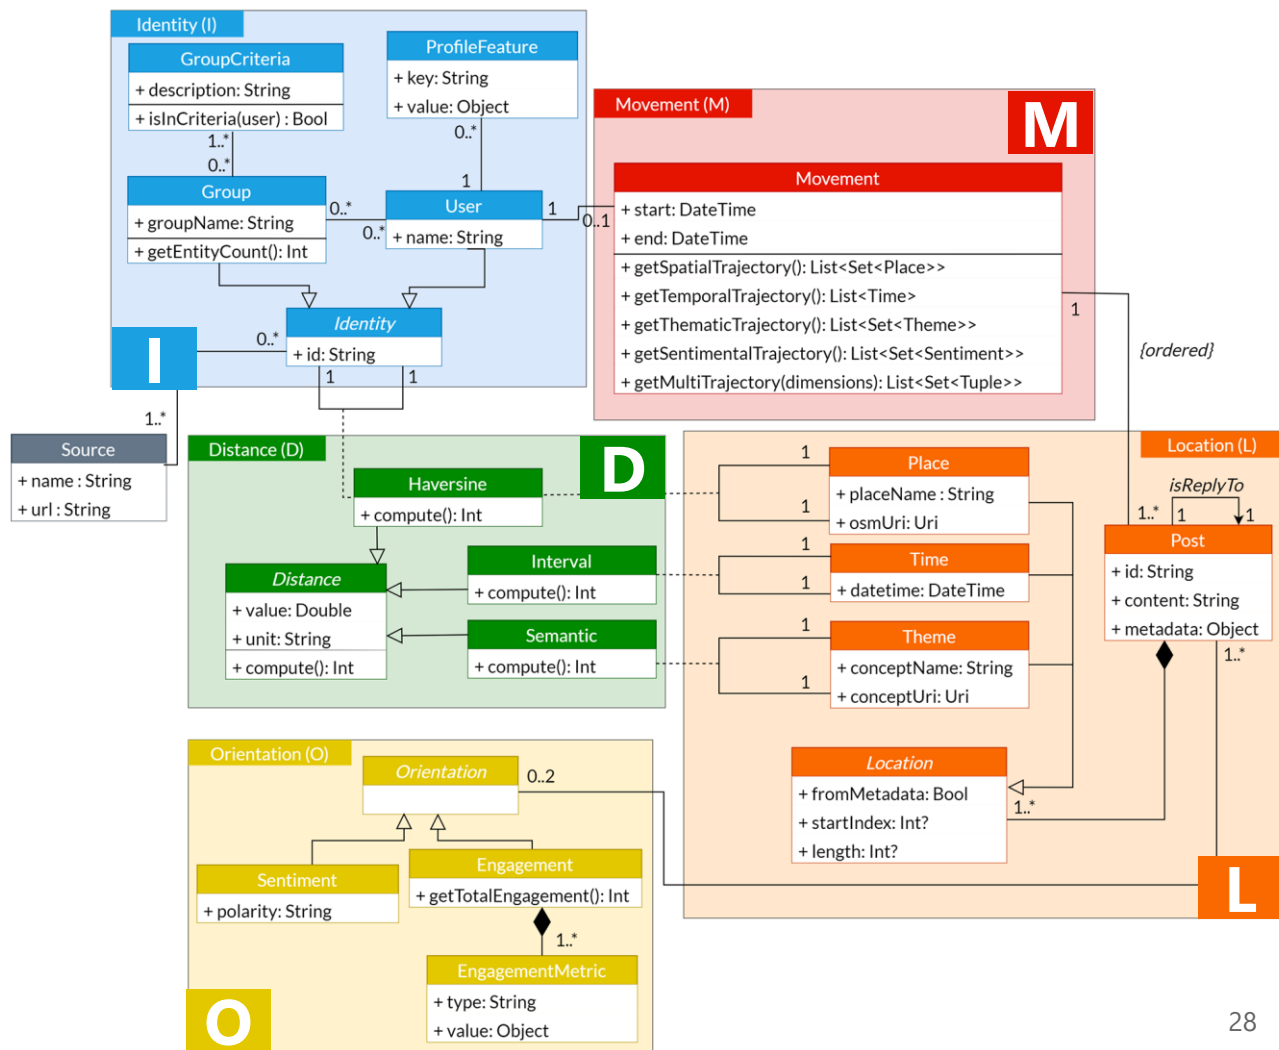 Identity (I)
GroupCriteria
+ description: String
+ isInCriteria(user) : Bool
1..*
0..*
Group
+ groupName: String
+ getEntityCount(): Int
ProfileFeature
+ key: String
+ value: Object
0..*
1
User
+ name: String
0..*
0..*
1
0..1
Identity
+ id: String
0..*
1
1
I
1..*
Source
+ name : String
+ url : String
Movement (M)
M
Movement
+ start: DateTime
+ end: DateTime
+ getSpatialTrajectory(): List<Set<Place>>
+ getTemporalTrajectory(): List<Time>
+ getThematicTrajectory(): List<Set<Theme>>
+ getSentimentalTrajectory(): List<Set<Sentiment>>
+ getMultiTrajectory(dimensions): List<Set<Tuple>>
1
{ordered}
Distance (D)
D
Haversine
+ compute(): Int
Distance
+ value: Double
+ unit: String
+ compute(): Int
Interval
+ compute(): Int
Semantic
+ compute(): Int
Location (L)
1
1
Place
+ placeName : String
+ osmUri: Uri
1
1
Time
+ datetime: DateTime
1
1
Theme
+ conceptName: String
+ conceptUri: Uri
isReplyTo
1..*
1
1
Post
+ id: String
+ content: String
+ metadata: Object
1..*
Location
+ fromMetadata: Bool
+ startIndex: Int?
+ length: Int?
1..*
L
Orientation (O)
Orientation
0..2
Sentiment
+ polarity: String
Engagement
+ getTotalEngagement(): Int
1..*
EngagementMetric
+ type: String
+ value: Object
O
28